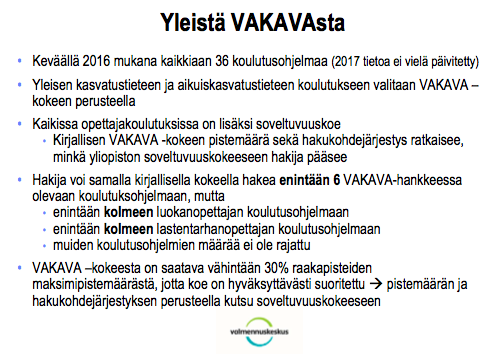 Yleistä VAKAVAsta
• Keväällä 2016 mukana kaikkiaan 36 koulutusohjelmaa (2017 tietoa ei vielä päivitetty)
• Yleisen kasvatustieteen ja aikuiskasvatustieteen koulutukseen valitaan VAKAVA –
kokeen perusteella
• Kaikissa opettajakoulutuksissa on lisäksi soveltuvuuskoe
• Kirjallisen VAKAVA -kokeen pistemäärä sekä hakukohdejärjestys ratkaisee,
minkä yliopiston soveltuvuuskokeeseen hakija pääsee
• Hakija voi samalla kirjallisella kokeella hakea enintään 6 VAKAVA-hankkeessa
olevaan koulutuksohjelmaan, mutta
• enintään kolmeen luokanopettajan koulutusohjelmaan
• enintään kolmeen lastentarhanopettajan koulutusohjelmaan
• muiden koulutusohjelmien määrää ei ole rajattu
• VAKAVA –kokeesta on saatava vähintään 30% raakapisteiden
maksimipistemäärästä, jotta koe on hyväksyttävästi suoritettu → pistemäärän ja
hakukohdejärjestyksen perusteella kutsu soveltuvuuskokeeseen
valmennuskeskus